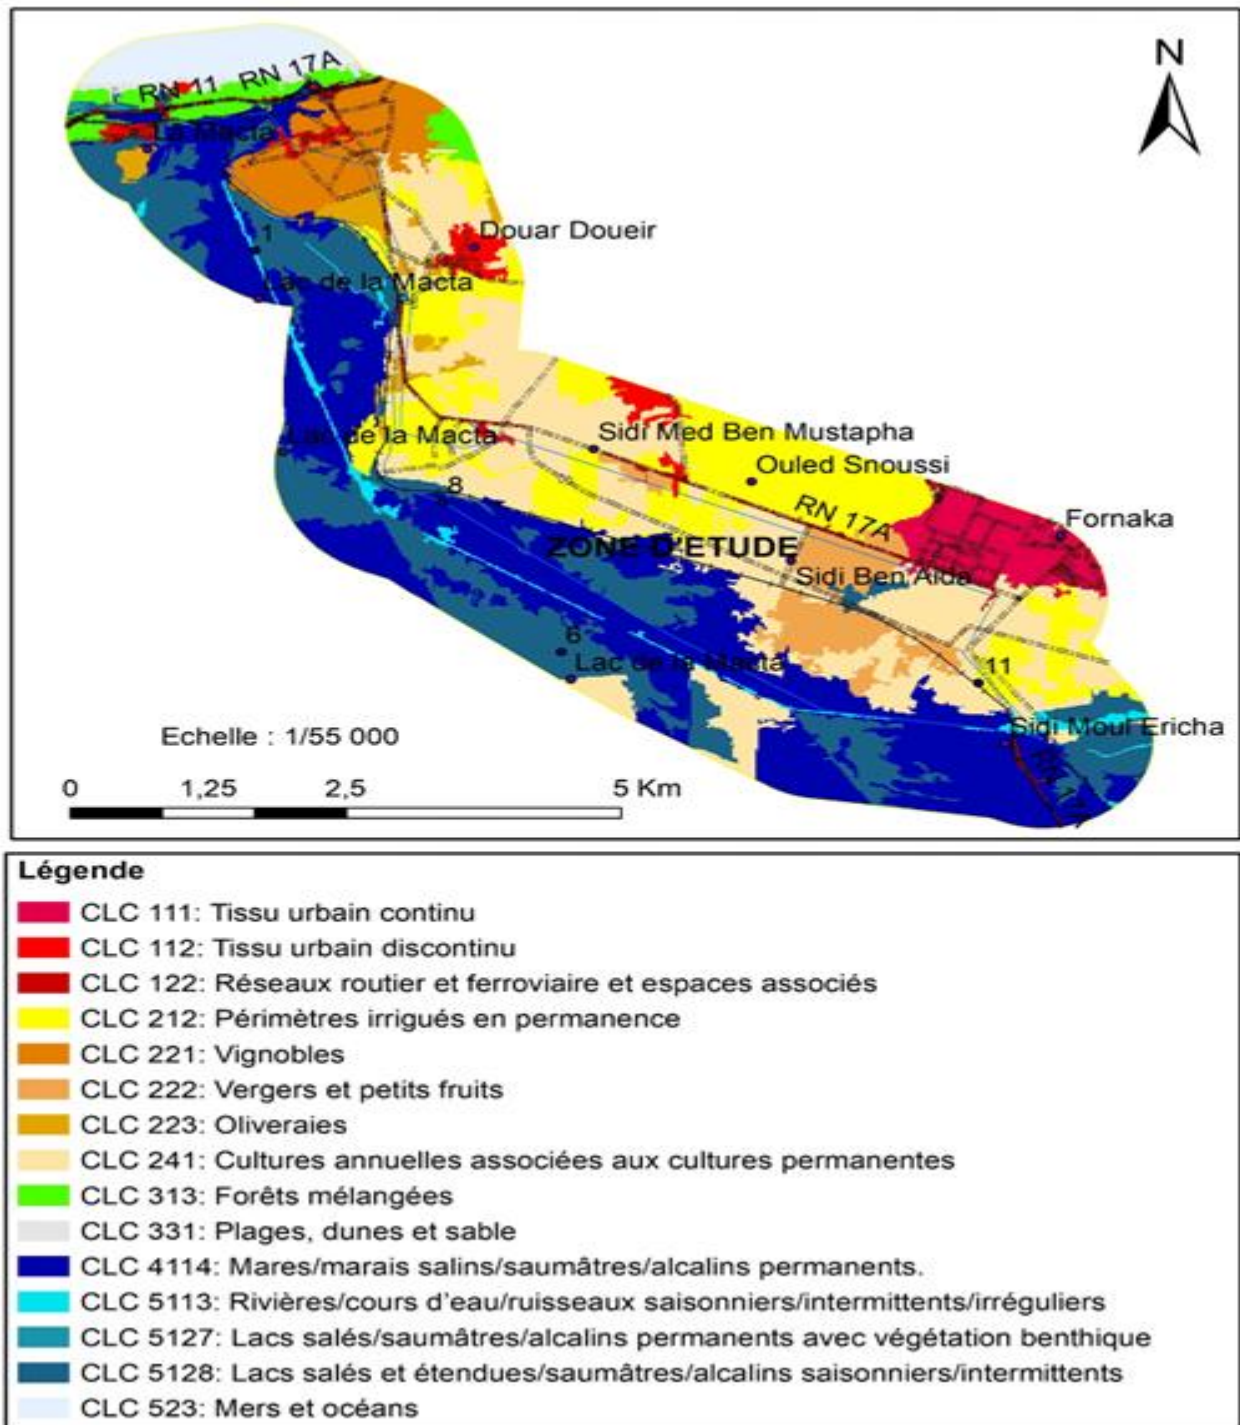 N
RN 11 RN 17A
La Macta
Douar Doueir
1
Lac de la Macta
Lac de la Macta
Sidi Med Ben Mustapha
Ouled Snoussi
8
RN 17A
Fornaka
ZONE D'ETUDE
Sidi Ben Aida
6
Lac de la Macta
11
Sidi Moul Ericha
RN 17A
Echelle : 1/55 000
0 1,25 2,5 5 Km
Légende
CLC 111: Tissu urbain continu
CLC 112: Tissu urbain discontinu
CLC 122: Réseaux routier et ferroviaire et espaces associés
CLC 212: Périmètres irrigués en permanence
CLC 221: Vignobles
CLC 222: Vergers et petits fruits
CLC 223: Oliveraies
CLC 241: Cultures annuelles associées aux cultures permanentes
CLC 313: Forêts mélangées
CLC 331: Plages, dunes et sable
CLC 4114: Mares/marais salins/saumâtres/alcalins permanents.
CLC 5113: Rivières/cours d'eau/ruisseaux saisonniers/intermittents/irréguliers
CLC 5127: Lacs salés/saumâtres/alcalins permanents avec végétation benthique
CLC 5128: Lacs salés et étendues/saumâtres/alcalins saisonniers/intermittents
CLC 523: Mers et océans